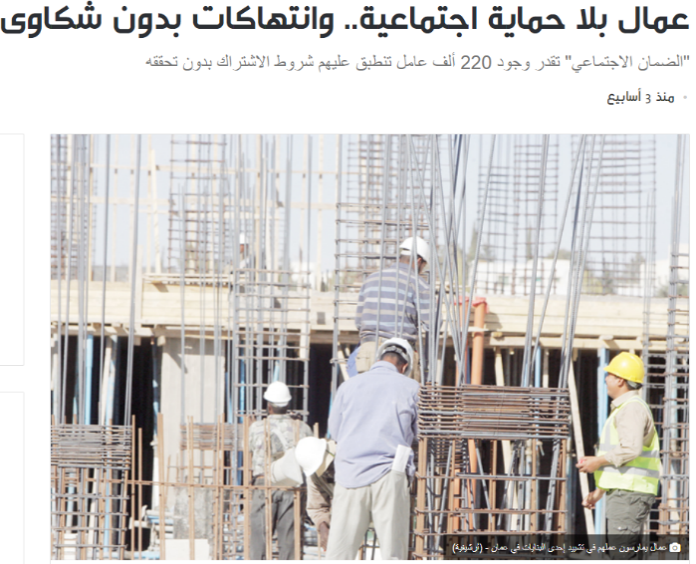 عمال بلا حماية اجتماعية.. وانتهاكات بدون شكاوى
"الضمان الاجتماعي" تقدر وجود 220 ألف عامل تنطبق عليهم شروط الاشتراك بدون تحققه
منذ 3 أسابيع
عمال يمارسون عملهم في تشييد إحدى البنايات في عمان - (أرشيفية)